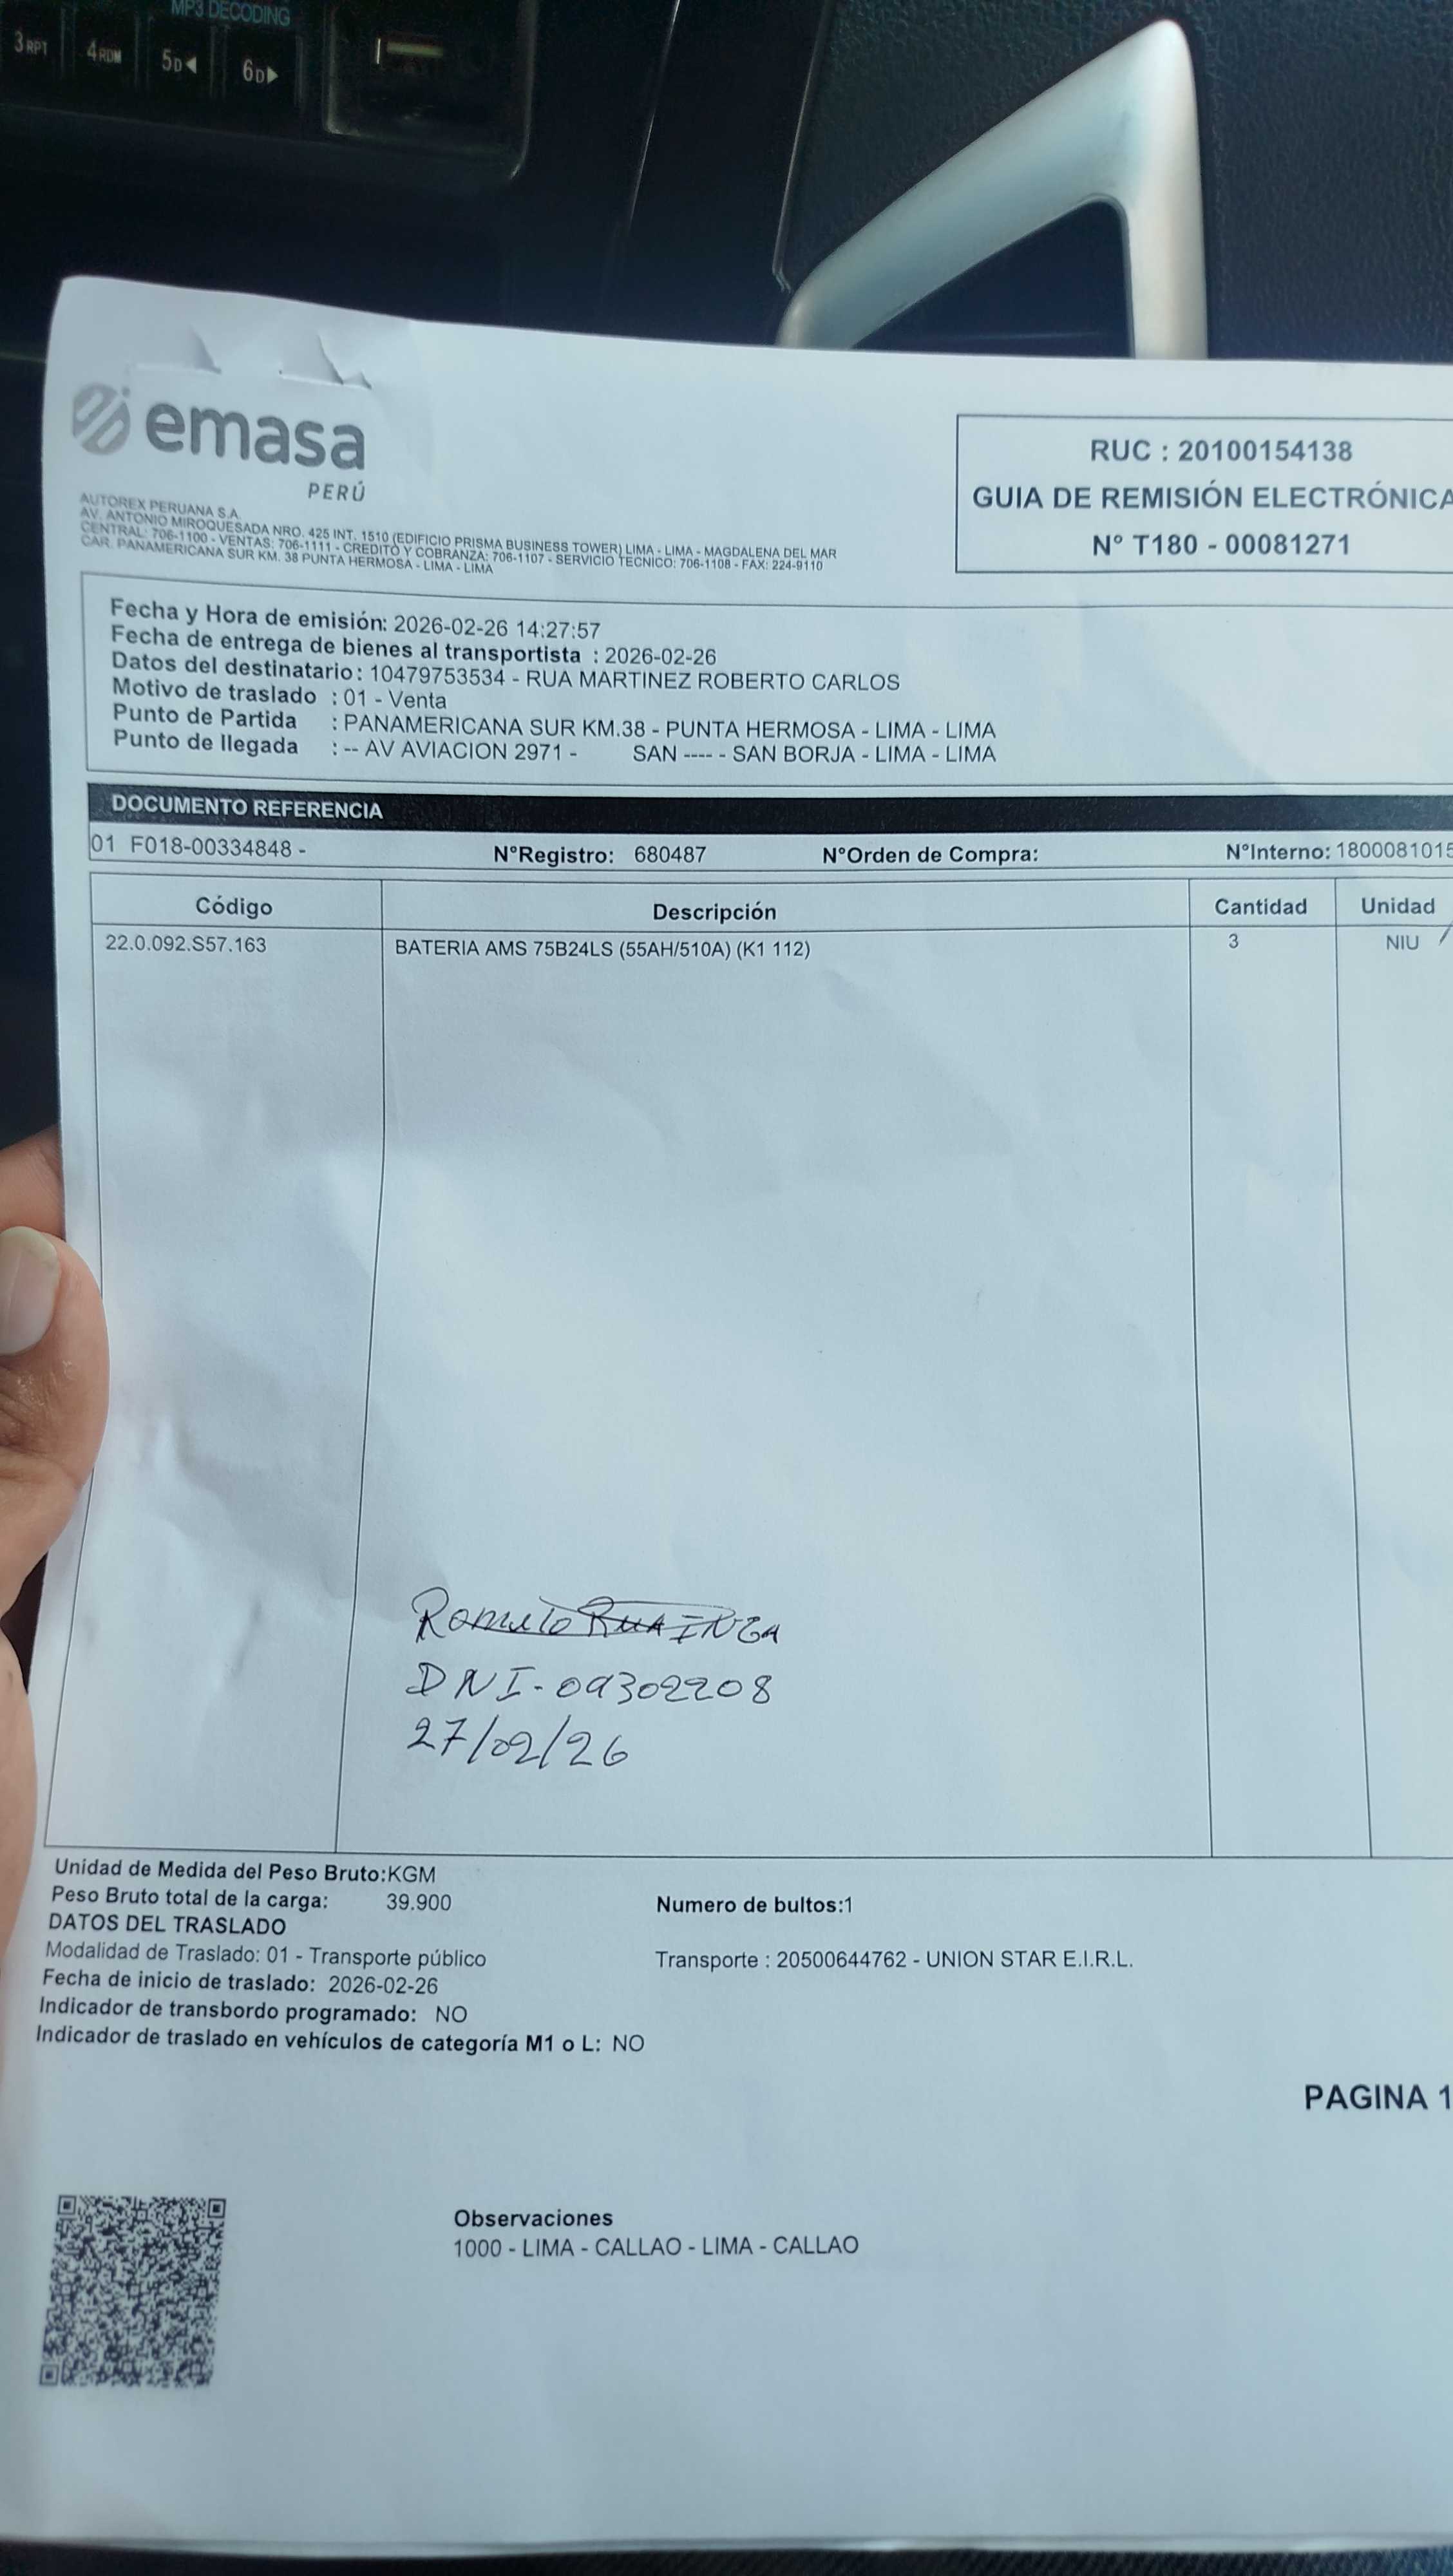 MP3 DECODING
3RPT 4RDM 5D◀ 6D▶
emasa
PERÚ
AUTOREX PERUANA S.A.
AV. ANTONIO MIROQUESADA NRO. 425 INT. 1510 (EDIFICIO PRISMA BUSINESS TOWER) LIMA - LIMA - MAGDALENA DEL MAR
CENTRAL: 706-1100 - VENTAS: 706-1111 - CREDITO Y COBRANZA: 706-1107 - SERVICIO TECNICO: 706-1108 - FAX: 224-9110
CAR. PANAMERICANA SUR KM. 38 PUNTA HERMOSA - LIMA - LIMA
RUC : 20100154138
GUIA DE REMISIÓN ELECTRÓNICA
N° T180 - 00081271
Fecha y Hora de emisión: 2026-02-26 14:27:57
Fecha de entrega de bienes al transportista : 2026-02-26
Datos del destinatario : 10479753534 - RUA MARTINEZ ROBERTO CARLOS
Motivo de traslado : 01 - Venta
Punto de Partida : PANAMERICANA SUR KM.38 - PUNTA HERMOSA - LIMA - LIMA
Punto de llegada : -- AV AVIACION 2971 - SAN ---- - SAN BORJA - LIMA - LIMA
DOCUMENTO REFERENCIA
01 F018-00334848 - N°Registro: 680487 N°Orden de Compra: N°Interno: 1800081015
Código Descripción Cantidad Unidad
22.0.092.S57.163 BATERIA AMS 75B24LS (55AH/510A) (K1 112) 3 NIU
Romulo RUA INGA
DNI-09302208
27/02/26
Unidad de Medida del Peso Bruto:KGM
Peso Bruto total de la carga: 39.900 Numero de bultos:1
DATOS DEL TRASLADO
Modalidad de Traslado: 01 - Transporte público Transporte : 20500644762 - UNION STAR E.I.R.L.
Fecha de inicio de traslado: 2026-02-26
Indicador de transbordo programado: NO
Indicador de traslado en vehículos de categoría M1 o L: NO
PAGINA 1
Observaciones
1000 - LIMA - CALLAO - LIMA - CALLAO